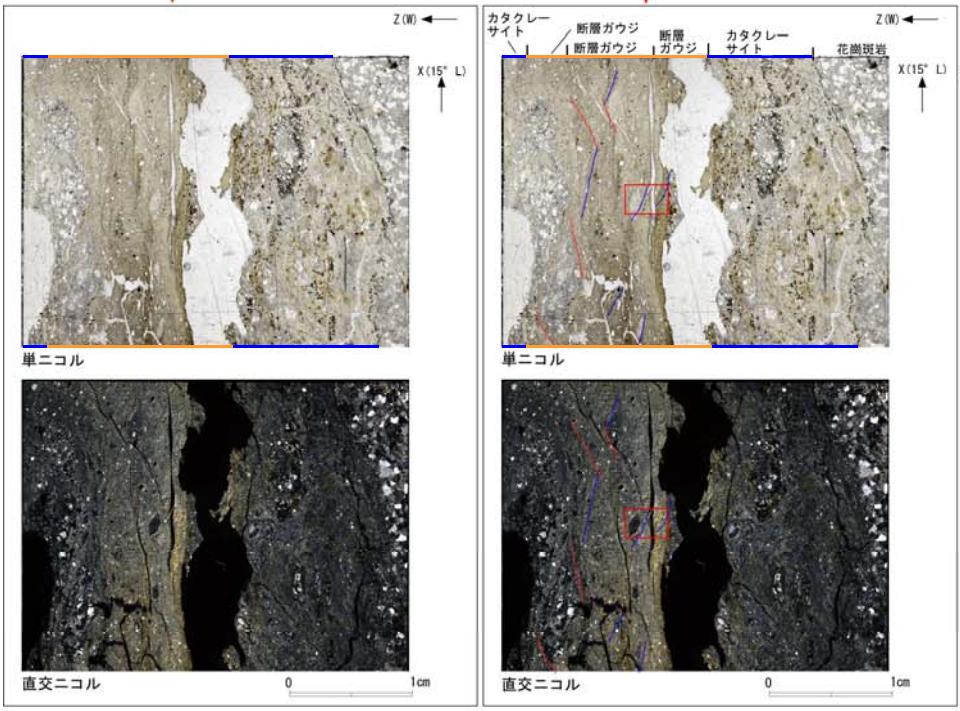 Z(W)
X(15° L)
単ニコル
直交ニコル
0 1cm
Z(W)
カタクレー
サイト
断層ガウジ
断層ガウジ
断層
ガウジ
カタクレー
サイト
花崗斑岩
X(15° L)
単ニコル
直交ニコル
0 1cm